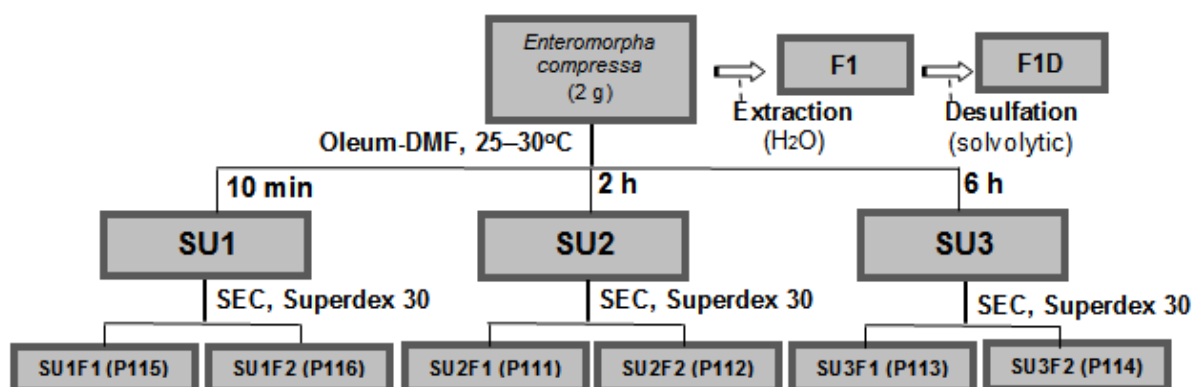 Enteromorpha
compressa
(2 g)
F1
F1D
Extraction
(H2O)
Desulfation
(solvolytic)
Oleum-DMF, 25–30ºC
10 min
2 h
6 h
SU1
SU2
SU3
SEC, Superdex 30
SEC, Superdex 30
SEC, Superdex 30
SU1F1 (P115)
SU1F2 (P116)
SU2F1 (P111)
SU2F2 (P112)
SU3F1 (P113)
SU3F2 (P114)